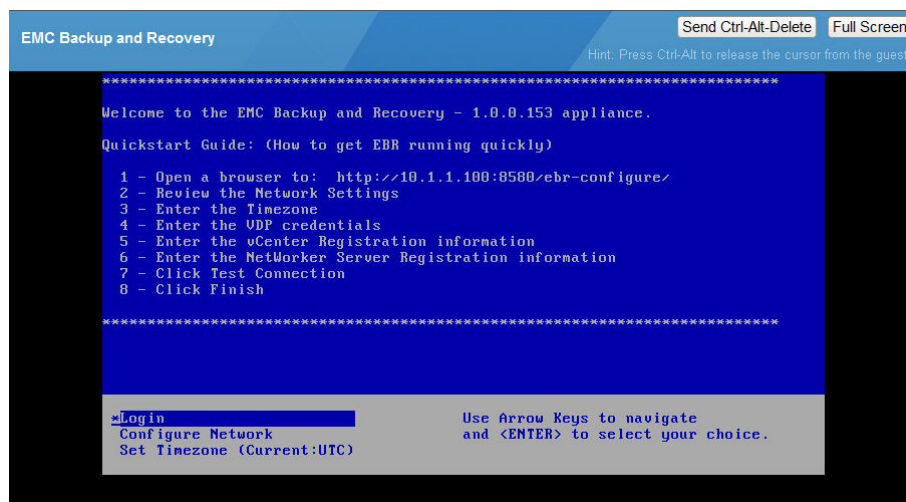 EMC Backup and Recovery
Send Ctrl-Alt-Delete
Full Screen
Hint: Press Ctrl-Alt to release the cursor from the guest
***************************************************************************
Welcome to the EMC Backup and Recovery - 1.0.0.153 appliance.
Quickstart Guide: (How to get EBR running quickly)
1 - Open a browser to: http://10.1.1.100:8580/ebr-configure/
2 - Review the Network Settings
3 - Enter the Timezone
4 - Enter the VDP credentials
5 - Enter the vCenter Registration information
6 - Enter the NetWorker Server Registration information
7 - Click Test Connection
8 - Click Finish
***************************************************************************
*Login
Configure Network
Set Timezone (Current:UTC)
Use Arrow Keys to navigate
and <ENTER> to select your choice.